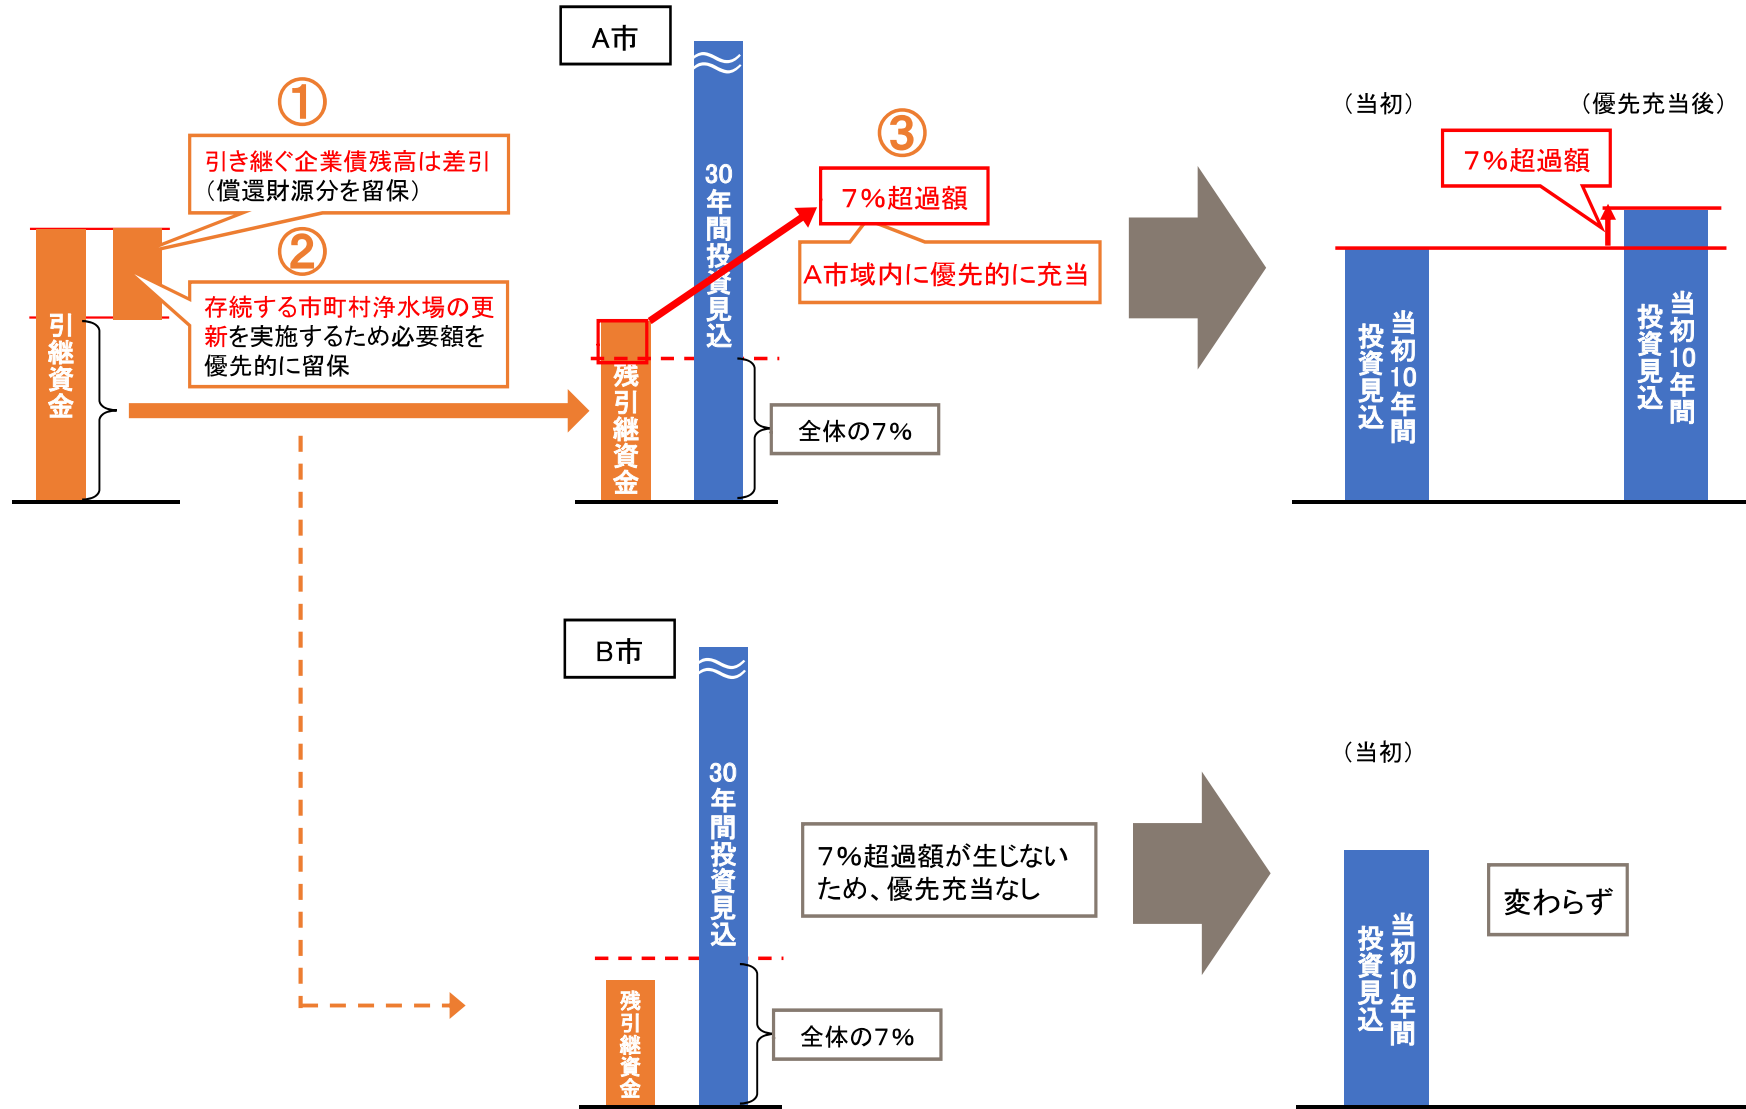 ①
引き継ぐ企業債残高は差引
（償還財源分を留保）
②
存続する市町村浄水場の更
新を実施するため必要額を
優先的に留保
引継資金
A市
30年間投資見込
残引継資金
全体の7%
③
7%超過額
A市域内に優先的に充当
（当初）
（優先充当後）
7%超過額
当初10年間
投資見込
当初10年間
投資見込
B市
30年間投資見込
残引継資金
全体の7%
7%超過額が生じない
ため、優先充当なし
（当初）
当初10年間
投資見込
変わらず